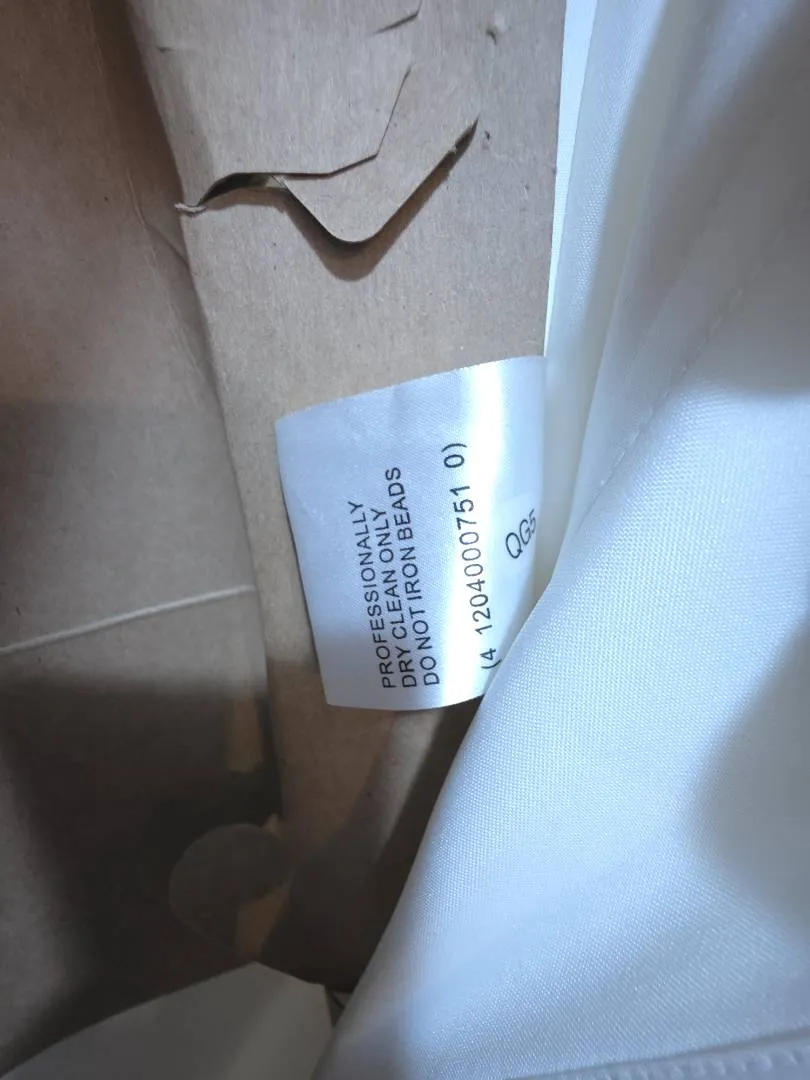 PROFESSIONALLY
DRY CLEAN ONLY
DO NOT IRON BEADS
(4 1204000751 0)
QG5